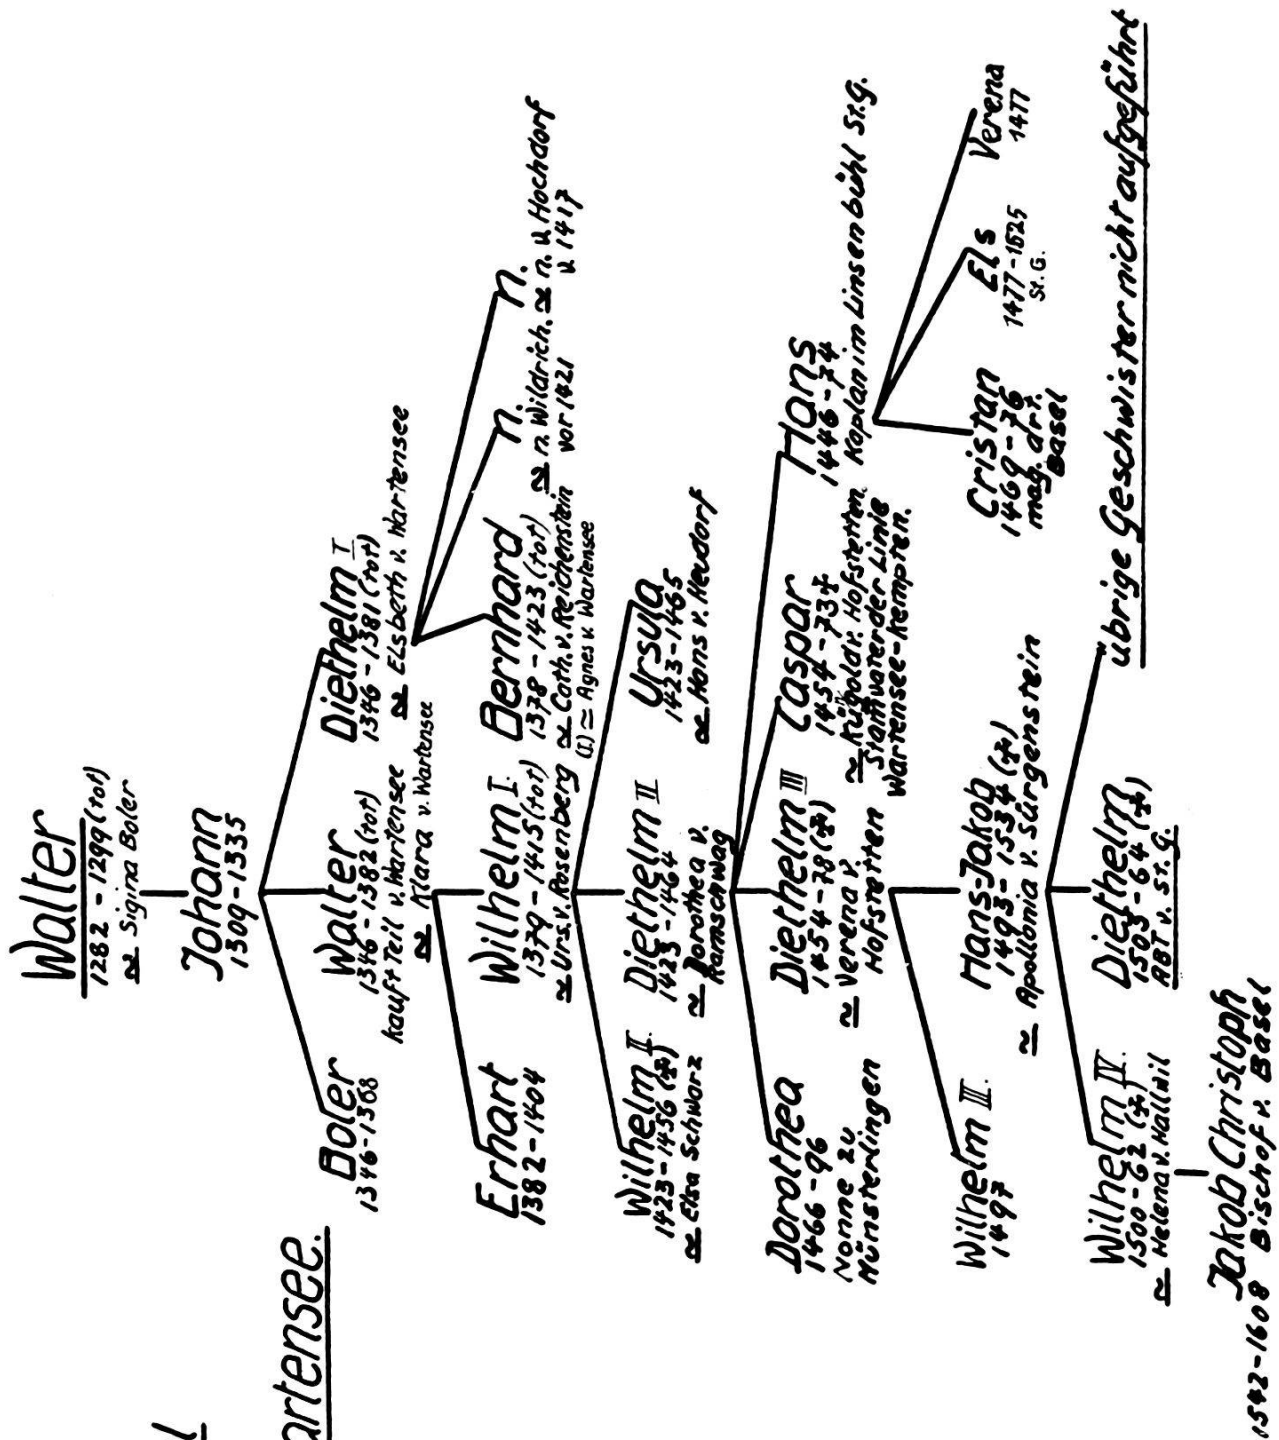 l
artensee.
Walter
1282 - 1299 (tot)
≃ Signa Boler
Johann
1309-1335
Boler
1346-1368
Walter
1346-1382 (tot)
kauft Teil v. Wartensee
≃ Klara v. Wartensee
Diethelm I
1346-1381 (tot)
≃ Elsbeth v. Wartensee
Erhart
1382-1404
Wilhelm I.
1379-1415 (tot)
≃ Urs. v. Rosenberg
Bernhard
1378-1423 (tot)
≃ Cath. v. Reichenstein
(I) ≃ Agnes v. Wartensee
n.
≃ n. Wildrich.
vor 1421
n.
≃ n. v. Hochdorf
v. 1417
Wilhelm II.
1423-1456 (†)
≃ Elsa Schwarz
Diethelm II
1423-1464
≃ Dorothea v.
Ramschwag
Ursula
1423-1465
≃ Hans v. Heudorf
Dorothea
1466-96
Nonne zu
Münsterlingen
Diethelm III
1454-78 (†)
≃ Verena v.
Hofstetten
Caspar
1454-73 †
≃ v. Hofstetten.
Stamvater der Linie
Wartensee-Kempten.
Hans
1446-74
Kaplan im Linsenbühl St.G.
Wilhelm III.
1497
Hans-Jakob
1493-1534 (†)
≃ Apollonia v. Sürgenstein
Cristan
1469-76
mag. art.
Basel
Els
1477-1525
St.G.
Verena
1477
Wilhelm IV.
1500-62 (†)
≃ Helena v. Hallwil
Diethelm
1503-64 (†)
ABT v. St.G.
übrige Geschwister nicht aufgeführt
Jakob Christoph
1542-1608 Bischof v. Basel